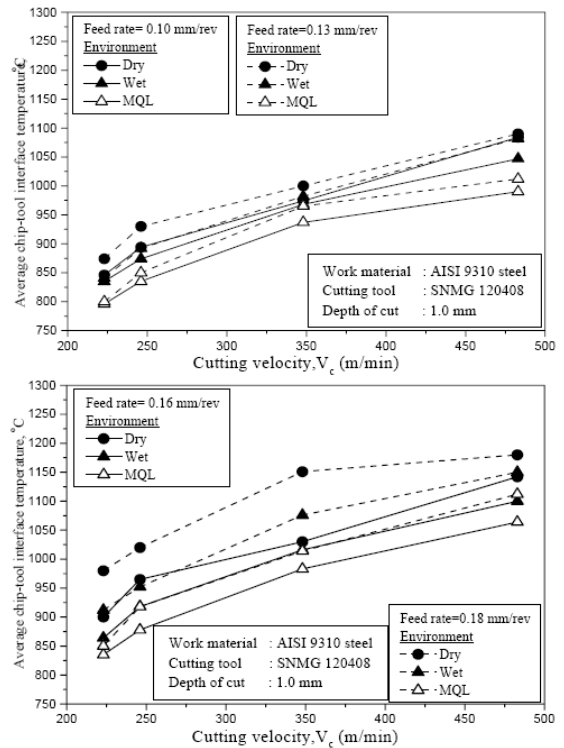 1300
1250
1200
1150
1100
1050
1000
950
900
850
800
750
Average chip-tool interface temperature,°C
Feed rate= 0.10 mm/rev
Environment
Dry
Wet
MQL
Feed rate= 0.13 mm/rev
Environment
Dry
Wet
MQL
Work material : AISI 9310 steel
Cutting tool : SNMG 120408
Depth of cut : 1.0 mm
200 250 300 350 400 450 500
Cutting velocity,Vc (m/min)
1300
1250
1200
1150
1100
1050
1000
950
900
850
800
750
Average chip-tool interface temperature, °C
Feed rate= 0.16 mm/rev
Environment
Dry
Wet
MQL
Work material : AISI 9310 steel
Cutting tool : SNMG 120408
Depth of cut : 1.0 mm
Feed rate=0.18 mm/rev
Environment
Dry
Wet
MQL
200 250 300 350 400 450 500
Cutting velocity,Vc (m/min)